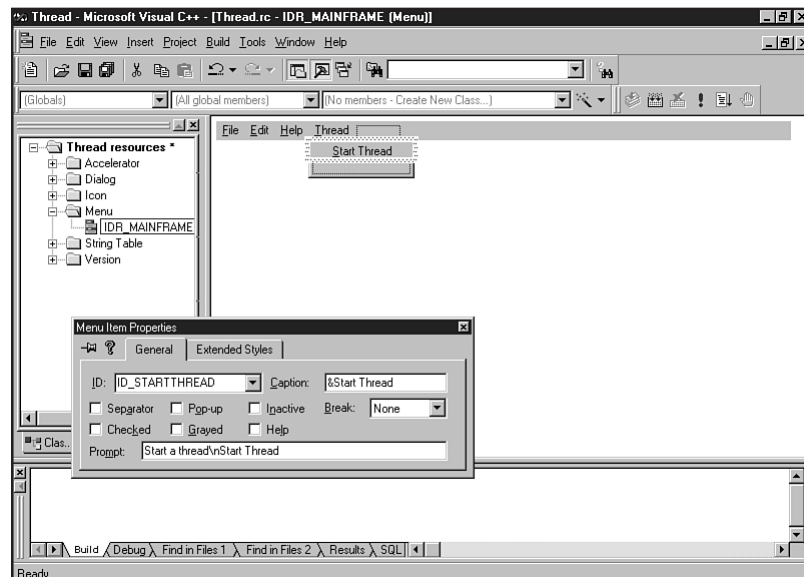 Thread - Microsoft Visual C++ - [Thread.rc - IDR_MAINFRAME (Menu)]
File Edit View Insert Project Build Tools Window Help
(Globals) (All global members) (No members - Create New Class...)
File Edit Help Thread
Start Thread
Thread resources *
Accelerator
Dialog
Icon
Menu
IDR_MAINFRAME
String Table
Version
Clas..
Menu Item Properties
General Extended Styles
ID: ID_STARTTHREAD Caption: &Start Thread
Separator Pop-up Inactive Break: None
Checked Grayed Help
Prompt: Start a thread\nStart Thread
Build Debug Find in Files 1 Find in Files 2 Results SQL
Ready